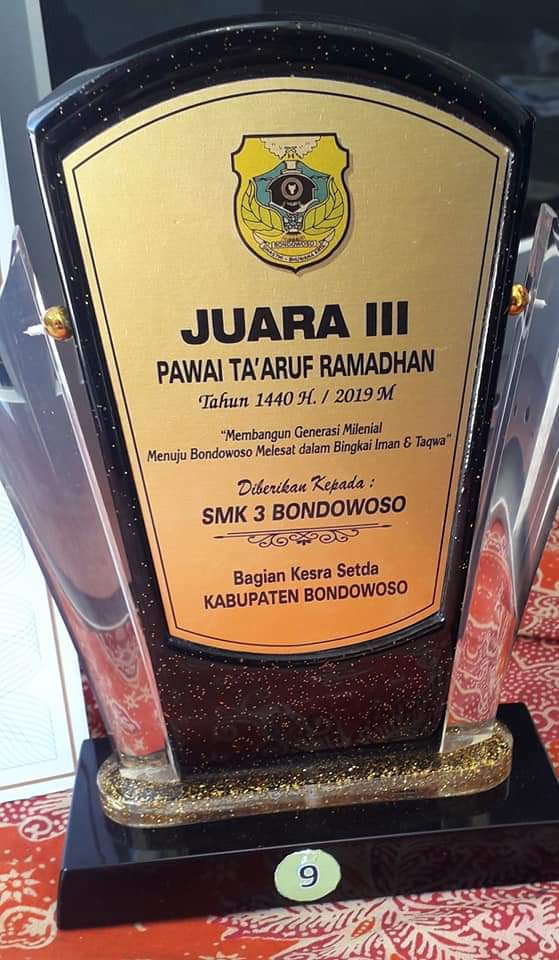 BONDOWOSO
JUARA III
PAWAI TA'ARUF RAMADHAN
Tahun 1440 H. / 2019 M
"Membangun Generasi Milenial
Menuju Bondowoso Melesat dalam Bingkai Iman & Taqwa"
Diberikan Kepada :
SMK 3 BONDOWOSO
Bagian Kesra Setda
KABUPATEN BONDOWOSO
9